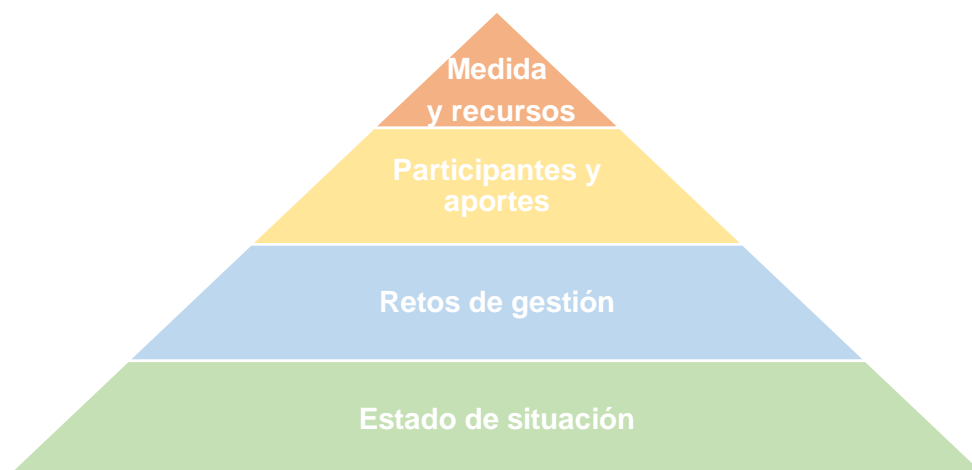 Medida
y recursos
Participantes y
aportes
Retos de gestión
Estado de situación